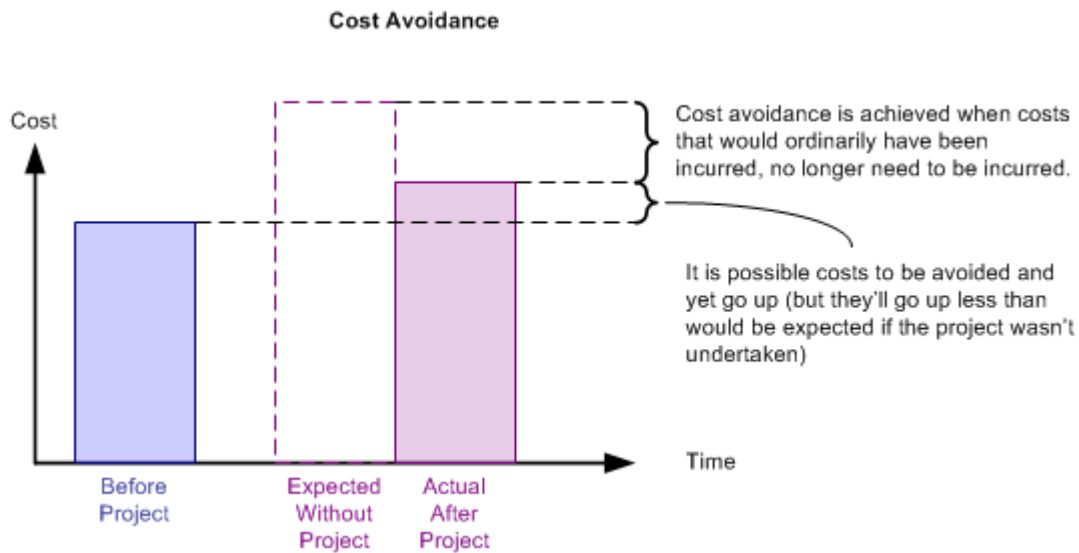 Cost Avoidance
Cost
Cost avoidance is achieved when costs
that would ordinarily have been
incurred, no longer need to be incurred.
It is possible costs to be avoided and
yet go up (but they'll go up less than
would be expected if the project wasn't
undertaken)
Time
Before
Project
Expected
Without
Project
Actual
After
Project